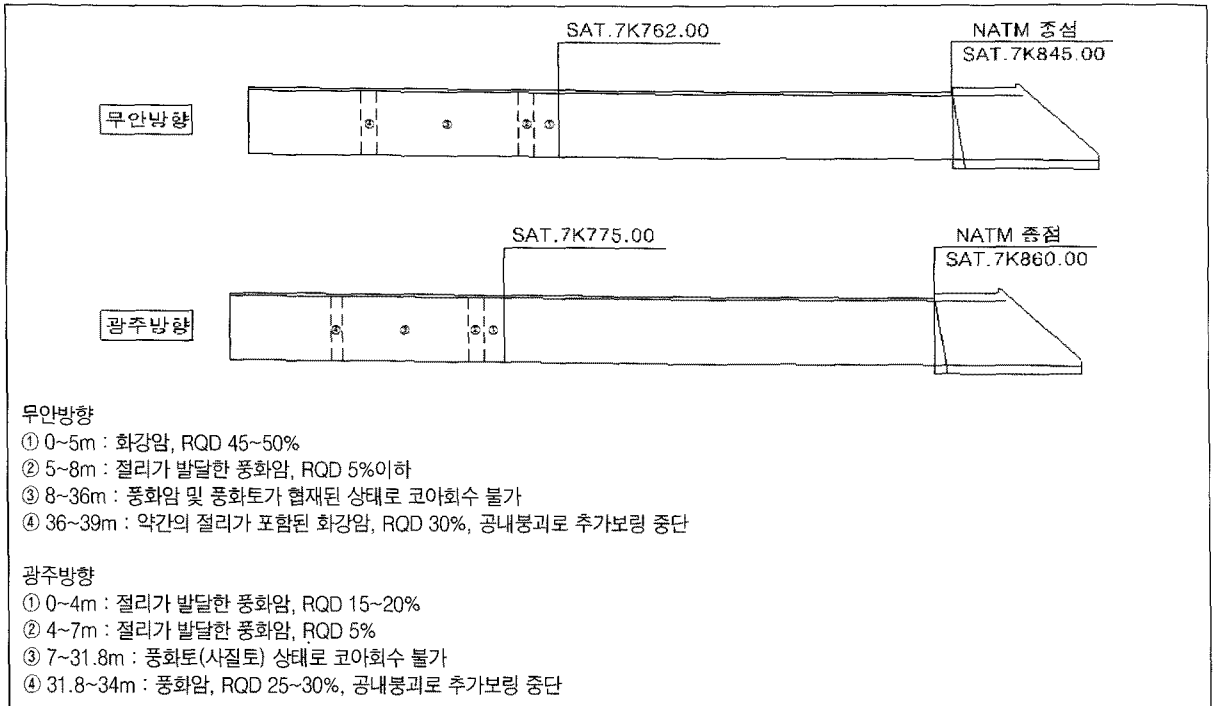 SAT.7K762.00
NATM 종점
SAT.7K845.00
무안방향
④ ③ ② ①
SAT.7K775.00
NATM 종점
SAT.7K860.00
광주방향
④ ③ ② ①
무안방향
① 0~5m : 화강암, RQD 45~50%
② 5~8m : 절리가 발달한 풍화암, RQD 5%이하
③ 8~36m : 풍화암 및 풍화토가 협재된 상태로 코아회수 불가
④ 36~39m : 약간의 절리가 포함된 화강암, RQD 30%, 공내붕괴로 추가보링 중단
광주방향
① 0~4m : 절리가 발달한 풍화암, RQD 15~20%
② 4~7m : 절리가 발달한 풍화암, RQD 5%
③ 7~31.8m : 풍화토(사질토) 상태로 코아회수 불가
④ 31.8~34m : 풍화암, RQD 25~30%, 공내붕괴로 추가보링 중단